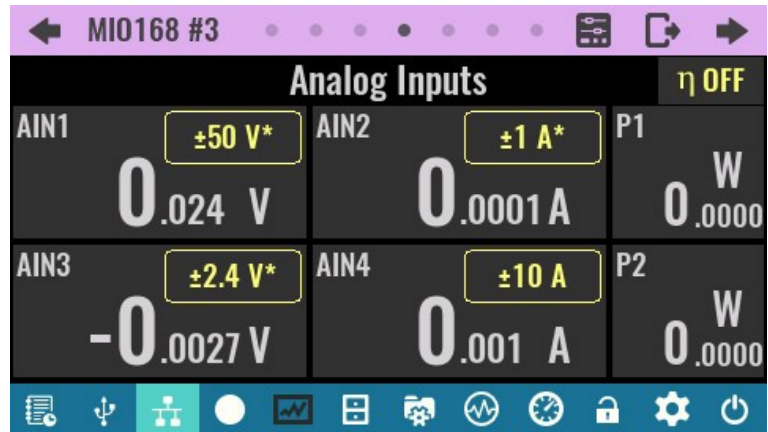 MIO168 #3
Analog Inputs
η OFF
AIN1
±50 V*
0.024 V
AIN2
±1 A*
0.0001 A
P1
W
0.0000
AIN3
±2.4 V*
-0.0027 V
AIN4
±10 A
0.001 A
P2
W
0.0000